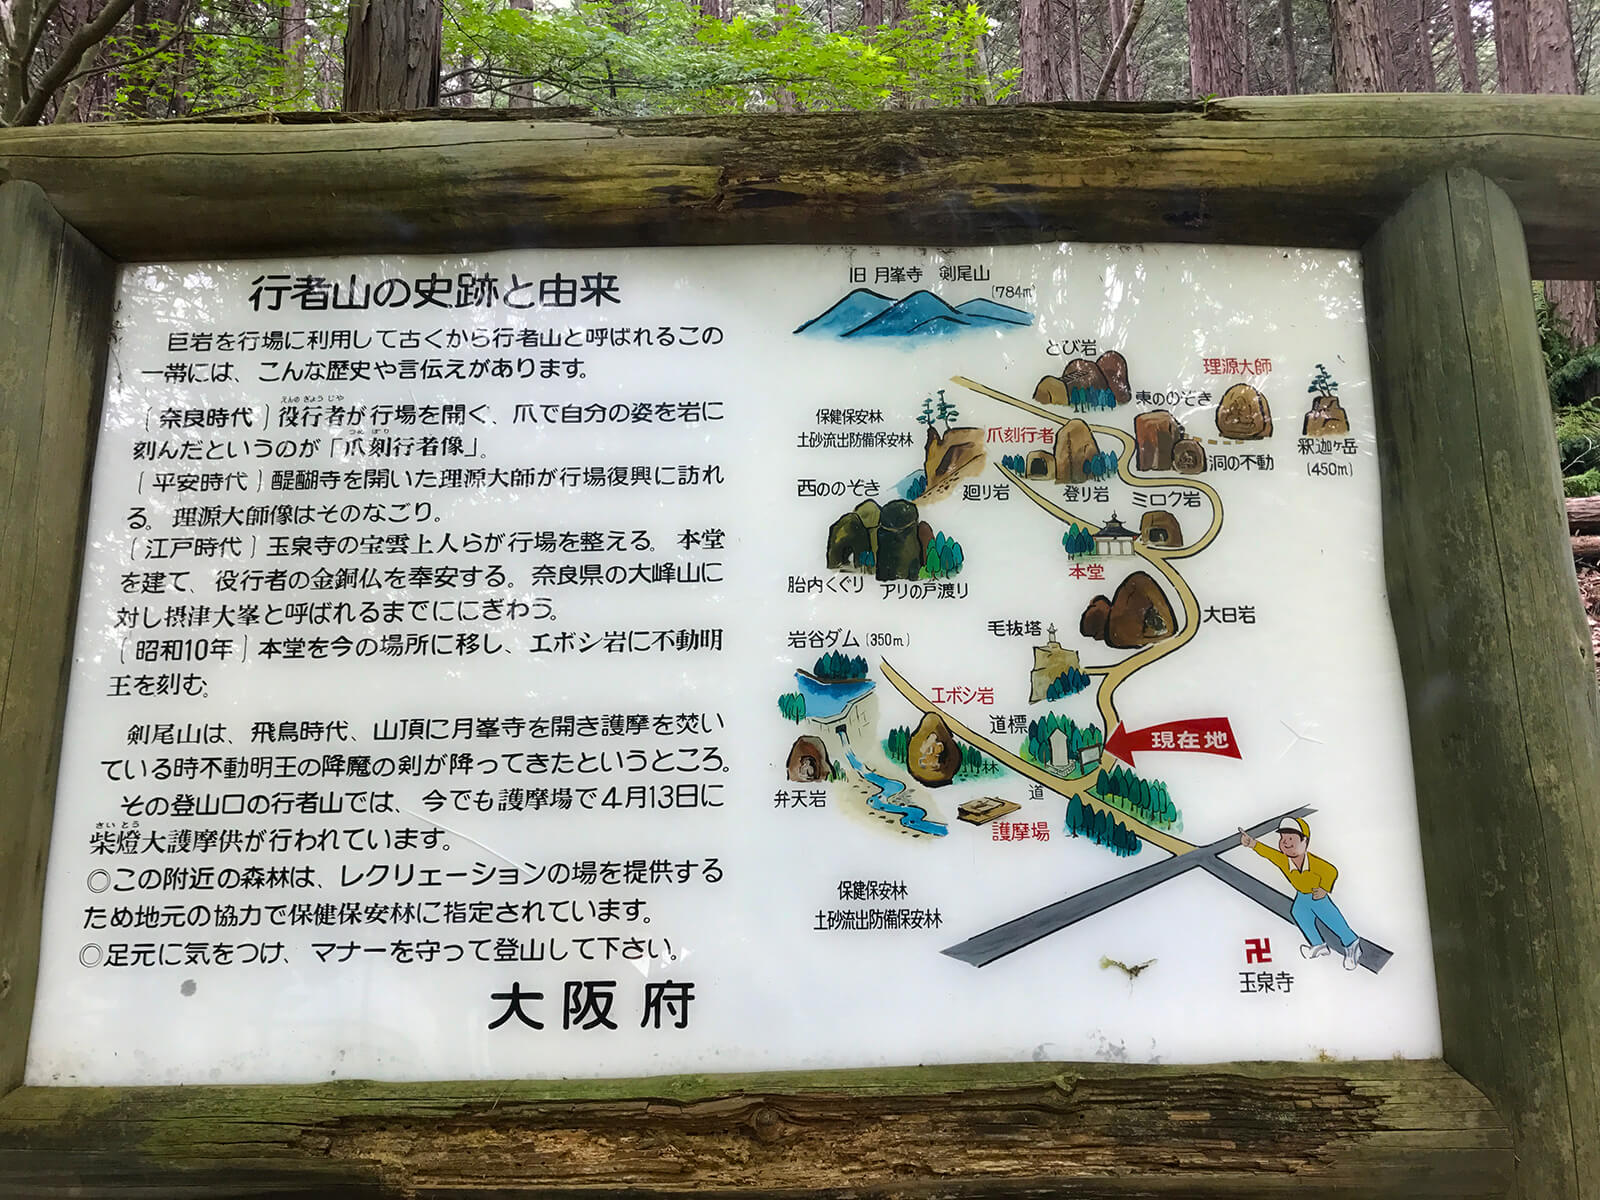 行者山の史跡と由来
巨岩を行場に利用して古くから行者山と呼ばれるこの
一帯には、こんな歴史や言伝えがあります。
えんのぎょうじゃ
〔奈良時代〕役行者が行場を開く、爪で自分の姿を岩に
つんぼり
刻んだというのが「爪刻行者像」。
〔平安時代〕醍醐寺を開いた理源大師が行場復興に訪れ
る。理源大師像はそのなごり。
〔江戸時代〕玉泉寺の宝雲上人らが行場を整える。本堂
を建て、役行者の金銅仏を奉安する。奈良県の大峰山に
対し摂津大峯と呼ばれるまでににぎわう。
〔昭和10年〕本堂を今の場所に移し、エボシ岩に不動明
王を刻む。
剣尾山は、飛鳥時代、山頂に月峯寺を開き護摩を焚い
ている時不動明王の降魔の剣が降ってきたというところ。
その登山口の行者山では、今でも護摩場で4月13日に
さいとう
柴燈大護摩供が行われています。
◎この附近の森林は、レクリェーションの場を提供する
ため地元の協力で保健保安林に指定されています。
◎足元に気をつけ、マナーを守って登山して下さい。
大阪府
旧月峯寺 剣尾山
(784m)
とび岩
理源大師
東ののぞき
保健保安林
土砂流出防備保安林
爪刻行者
洞の不動
釈迦ヶ岳
(450m)
西ののぞき
廻り岩
登り岩
ミロク岩
本堂
胎内くぐり
アリの戸渡り
大日岩
毛抜塔
岩谷ダム(350m)
エボシ岩
道標
現在地
林
道
弁天岩
護摩場
保健保安林
土砂流出防備保安林
卍
玉泉寺